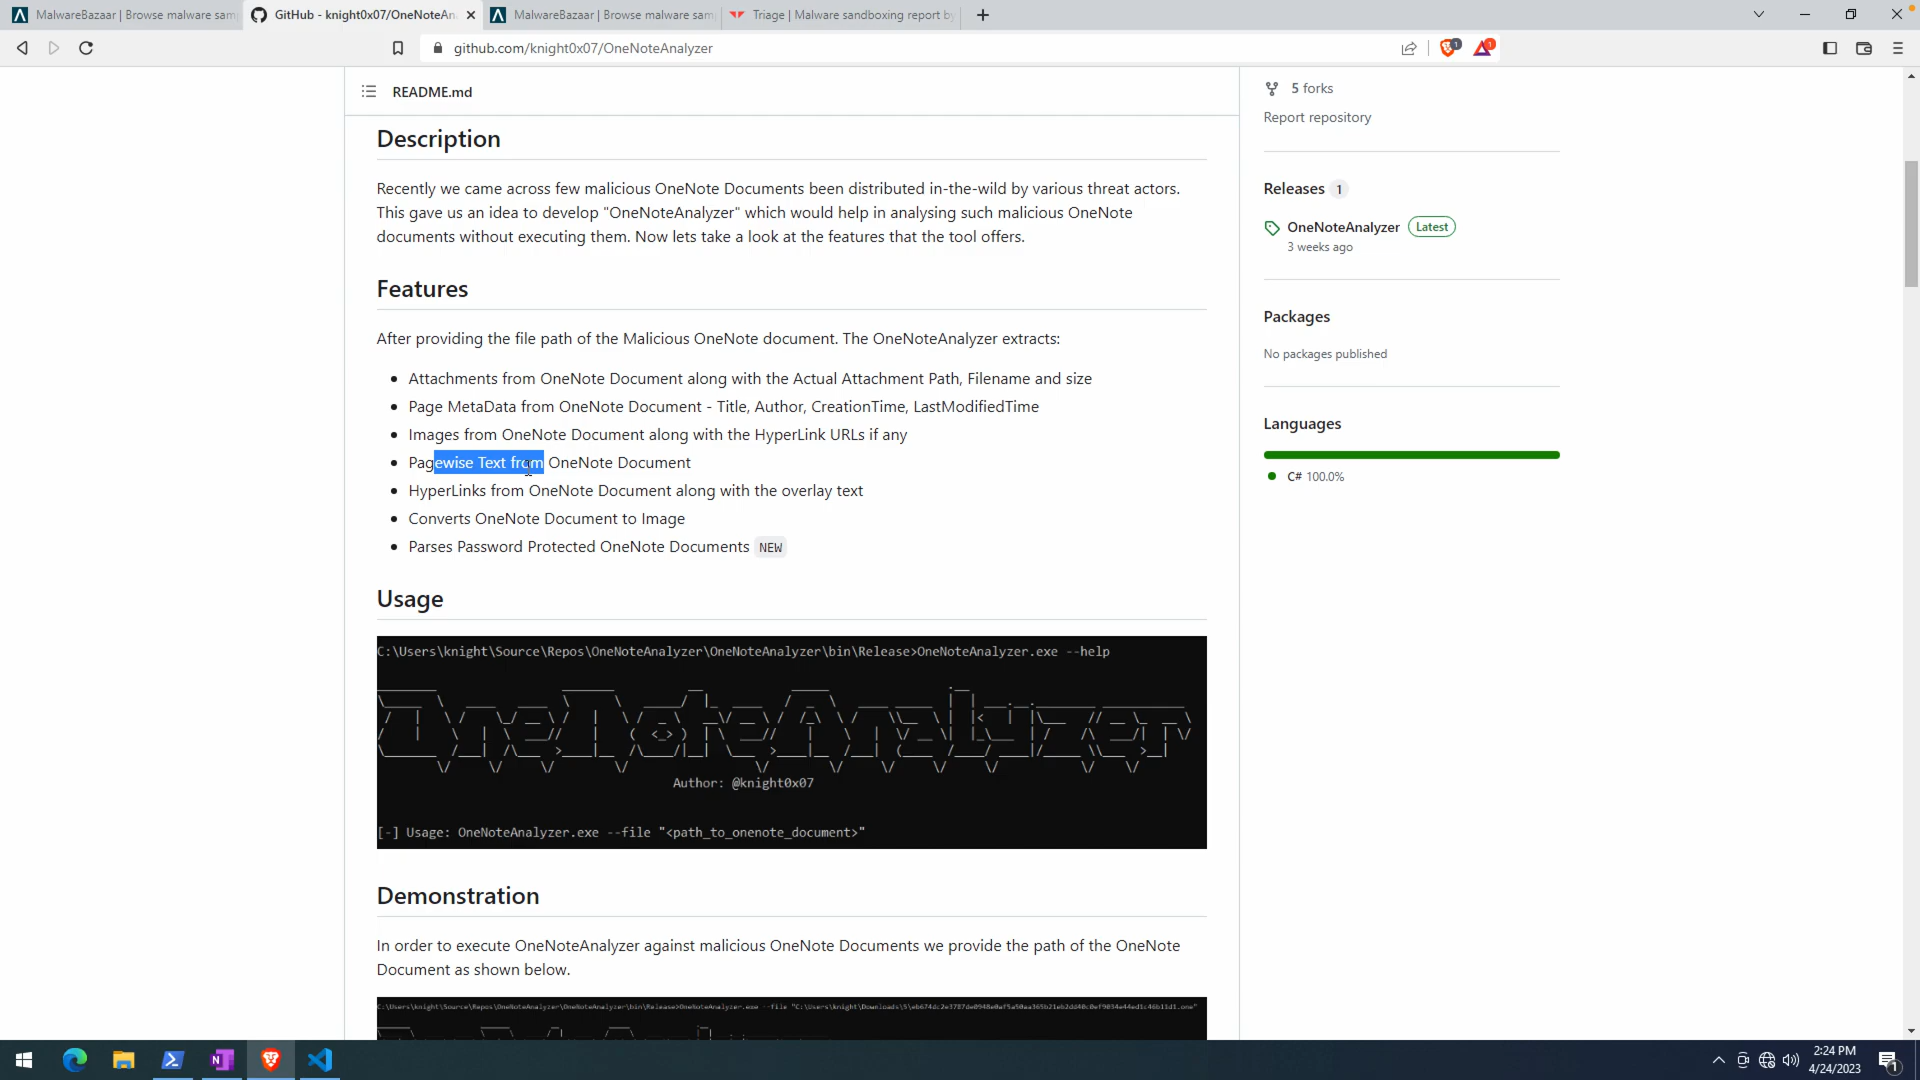 MalwareBazaar | Browse malware sam
GitHub - knight0x07/OneNoteAn
MalwareBazaar | Browse malware sam
Triage | Malware sandboxing report by
github.com/knight0x07/OneNoteAnalyzer
1
1
README.md
Description
Recently we came across few malicious OneNote Documents been distributed in-the-wild by various threat actors.
This gave us an idea to develop "OneNoteAnalyzer" which would help in analysing such malicious OneNote
documents without executing them. Now lets take a look at the features that the tool offers.
Features
After providing the file path of the Malicious OneNote document. The OneNoteAnalyzer extracts:
Attachments from OneNote Document along with the Actual Attachment Path, Filename and size
Page MetaData from OneNote Document - Title, Author, CreationTime, LastModifiedTime
Images from OneNote Document along with the HyperLink URLs if any
Pagewise Text from OneNote Document
HyperLinks from OneNote Document along with the overlay text
Converts OneNote Document to Image
Parses Password Protected OneNote Documents NEW
Usage
C:\Users\knight\Source\Repos\OneNoteAnalyzer\OneNoteAnalyzer\bin\Release>OneNoteAnalyzer.exe --help
OneNoteAnalyzer
Author: @knight0x07
[-] Usage: OneNoteAnalyzer.exe --file "<path_to_onenote_document>"
Demonstration
In order to execute OneNoteAnalyzer against malicious OneNote Documents we provide the path of the OneNote
Document as shown below.
5 forks
Report repository
Releases 1
OneNoteAnalyzer Latest
3 weeks ago
Packages
No packages published
Languages
C# 100.0%
2:24 PM
4/24/2023
1